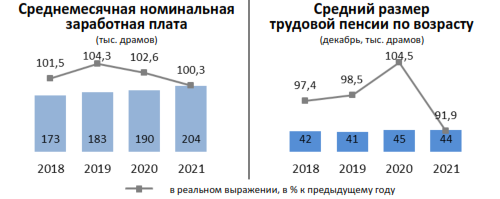 Среднемесячная номинальная
заработная плата
(тыс. драмов)
101,5 104,3 102,6 100,3
173 183 190 204
2018 2019 2020 2021
Средний размер
трудовой пенсии по возрасту
(декабрь, тыс. драмов)
97,4 98,5 104,5 91,9
42 41 45 44
2018 2019 2020 2021
в реальном выражении, в % к предыдущему году